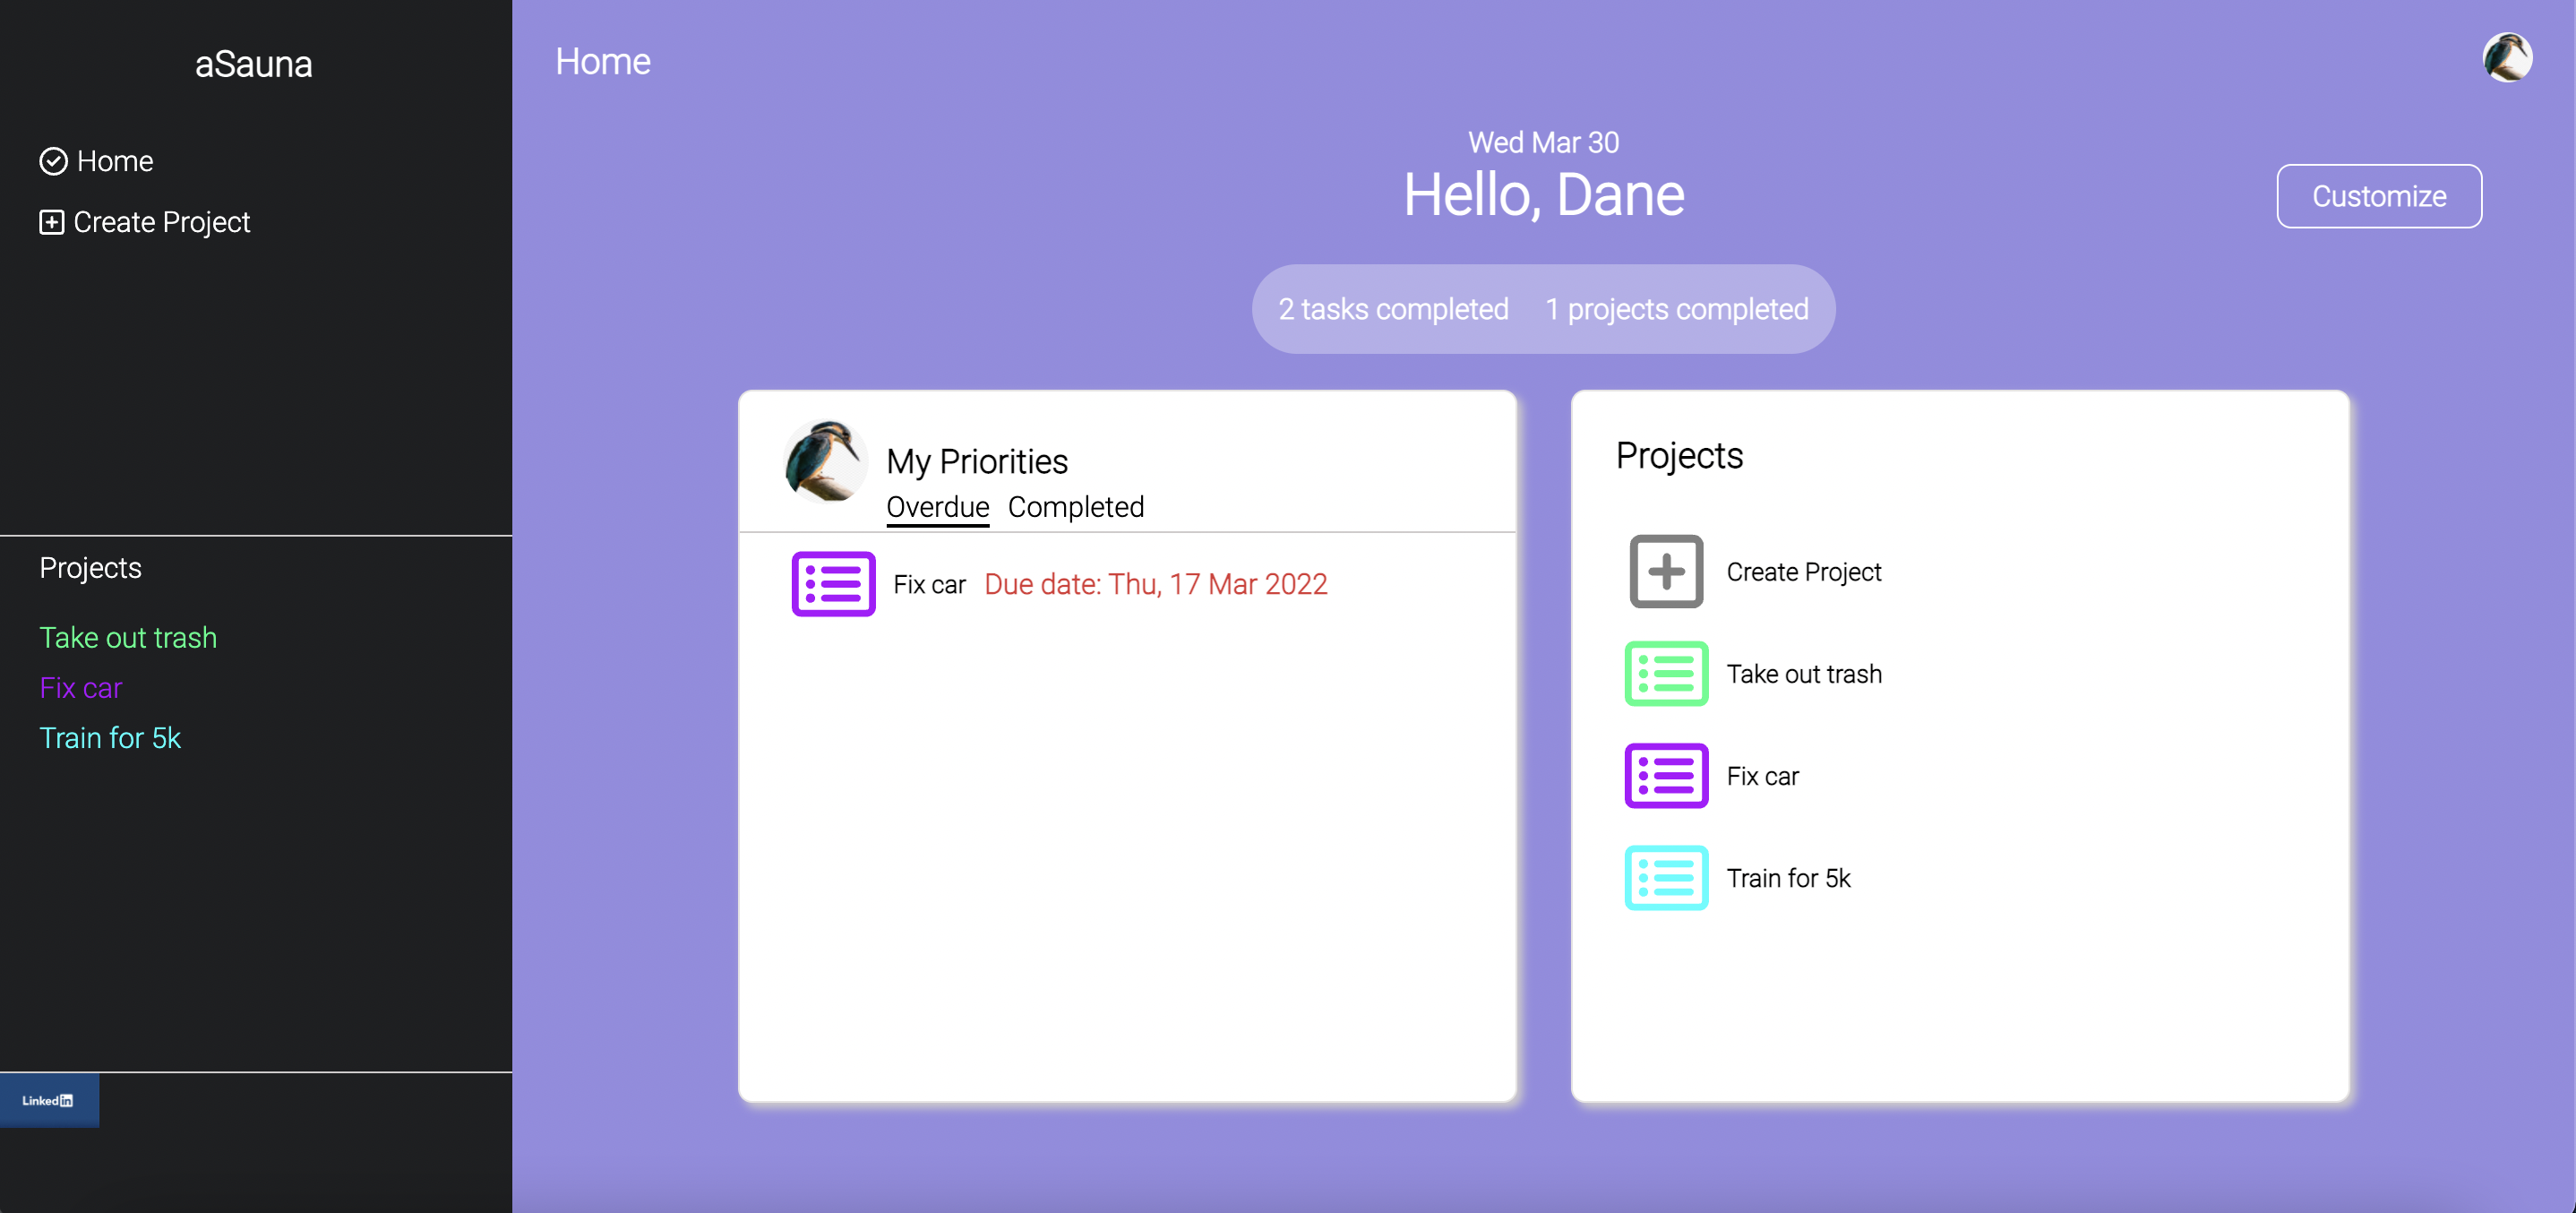 aSauna
Home
Create Project
Projects
Take out trash
Fix car
Train for 5k
LinkedIn
Home
Wed Mar 30
Hello, Dane
Customize
2 tasks completed 1 projects completed
My Priorities
Overdue Completed
Fix car Due date: Thu, 17 Mar 2022
Projects
Create Project
Take out trash
Fix car
Train for 5k